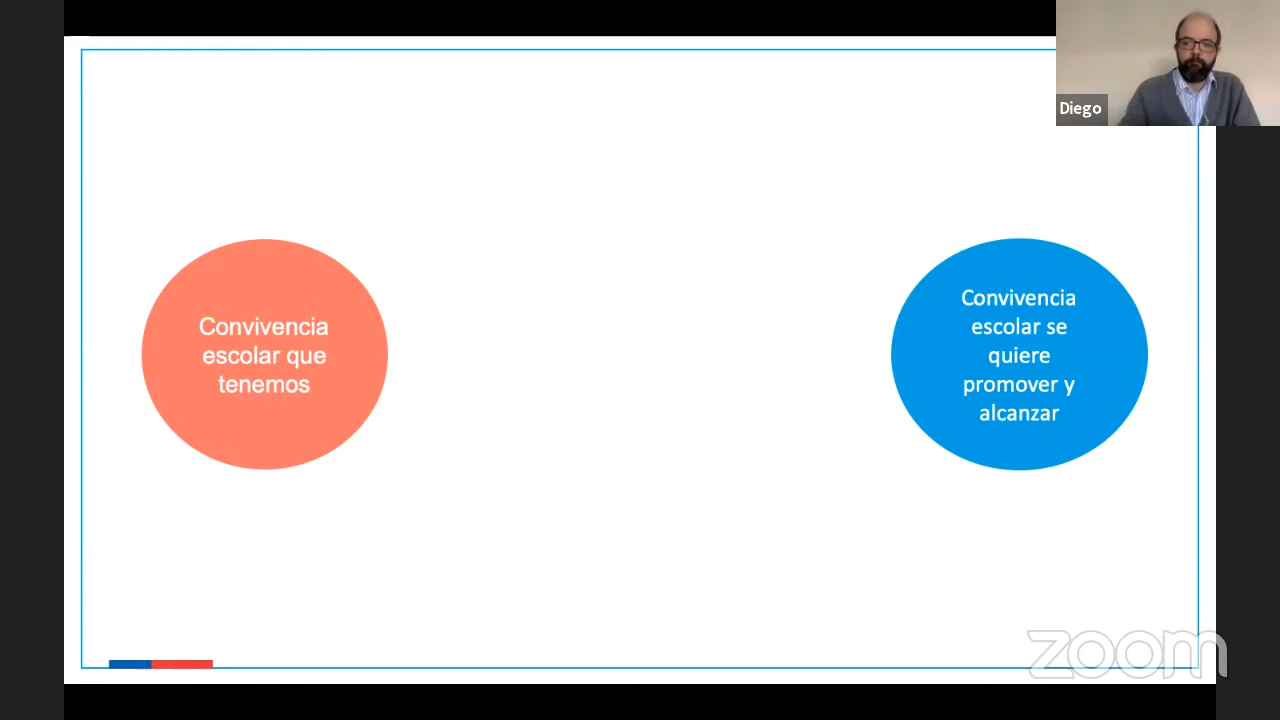 Diego
Convivencia
escolar que
tenemos
Convivencia
escolar se
quiere
promover y
alcanzar
zoom